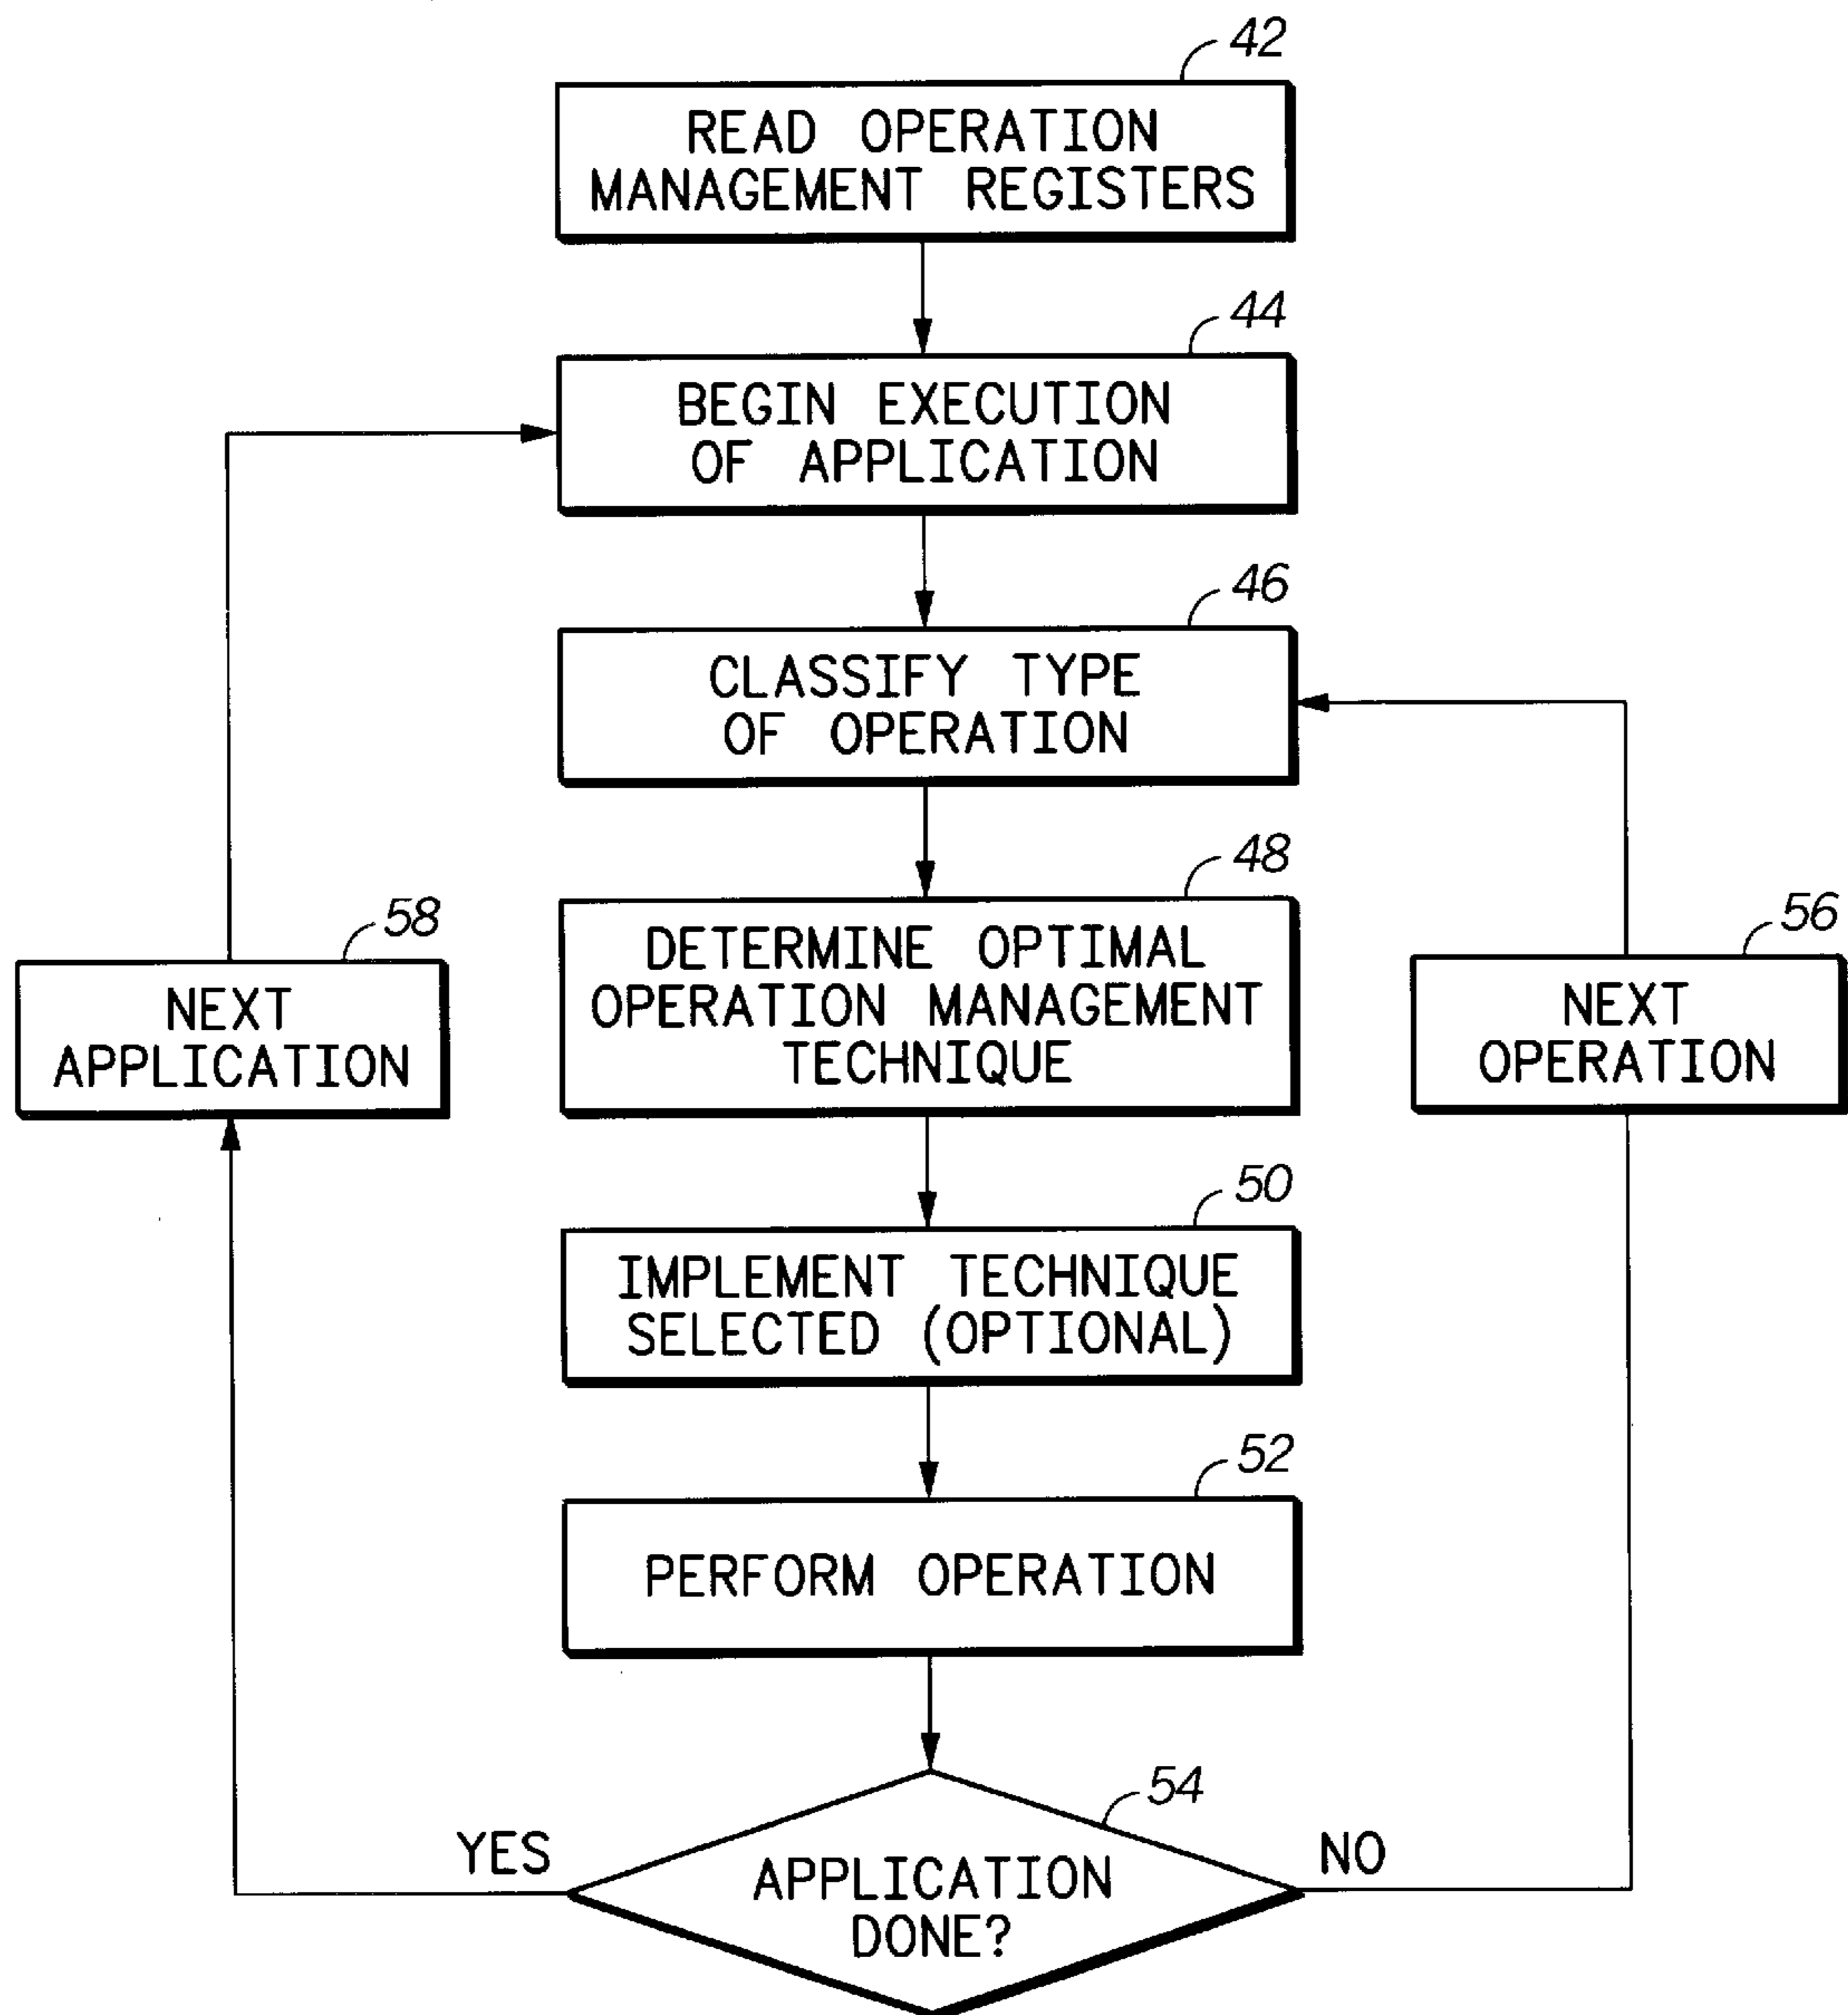 42
READ OPERATION
MANAGEMENT REGISTERS
44
BEGIN EXECUTION
OF APPLICATION
46
CLASSIFY TYPE
OF OPERATION
48
DETERMINE OPTIMAL
OPERATION MANAGEMENT
TECHNIQUE
58
NEXT
APPLICATION
56
NEXT
OPERATION
50
IMPLEMENT TECHNIQUE
SELECTED (OPTIONAL)
52
PERFORM OPERATION
54
YES
NO
APPLICATION
DONE?